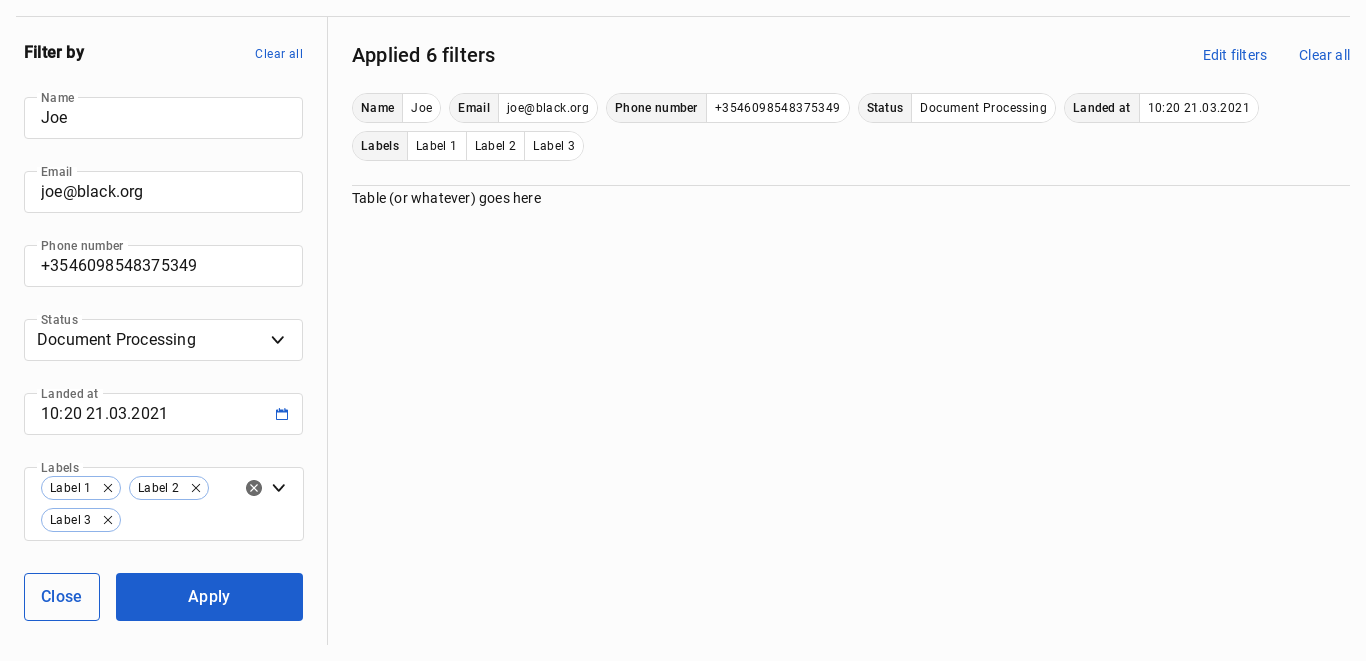 Filter by
Clear all
Name
Joe
Email
joe@black.org
Phone number
+3546098548375349
Status
Document Processing
Landed at
10:20 21.03.2021
Labels
Label 1
Label 2
Label 3
Close
Apply
Applied 6 filters
Edit filters
Clear all
Name Joe Email joe@black.org Phone number +3546098548375349 Status Document Processing Landed at 10:20 21.03.2021
Labels Label 1 Label 2 Label 3
Table (or whatever) goes here